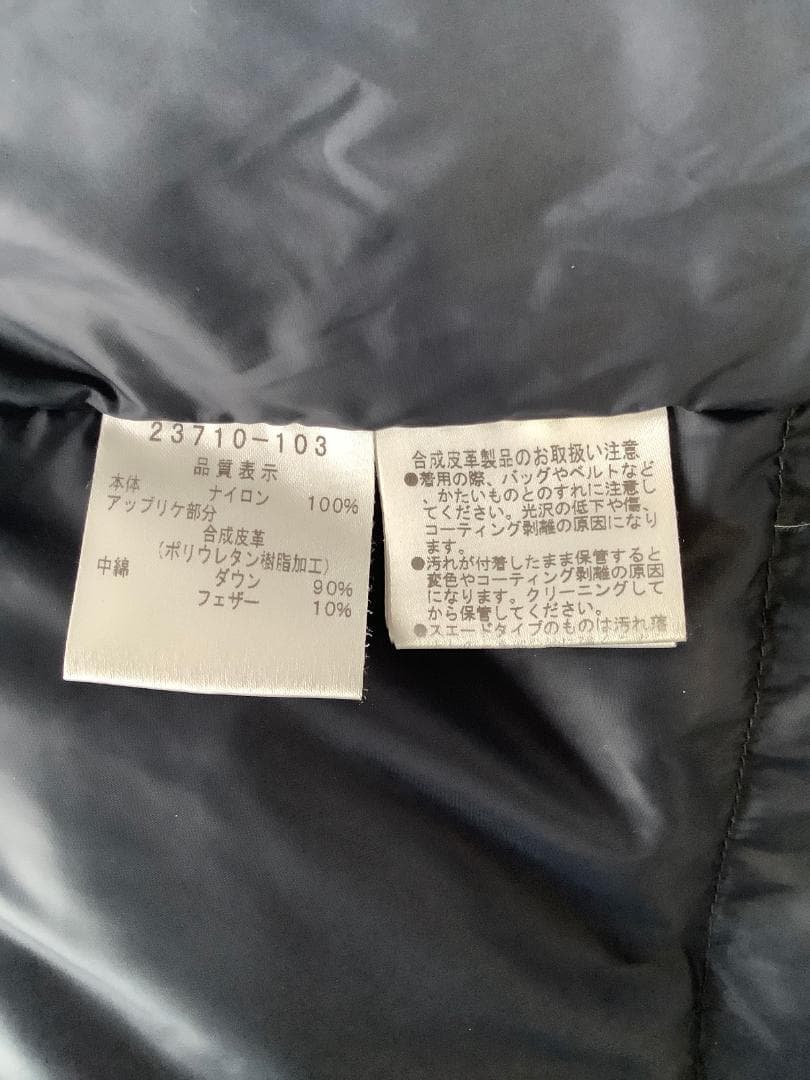 23710-103
品質表示
本体 ナイロン 100%
アップリケ部分
合成皮革
(ポリウレタン樹脂加工)
中綿 ダウン 90%
フェザー 10%
合成皮革製品のお取扱い注意
●着用の際、バッグやベルトなど
、かたいものとのすれに注意し
てください。光沢の低下や傷、
コーティング剥離の原因になり
ます。
●汚れが付着したまま保管すると
変色やコーティング剥離の原因
になります。クリーニングして
から保管してください。
●スエードタイプのものは汚れ落